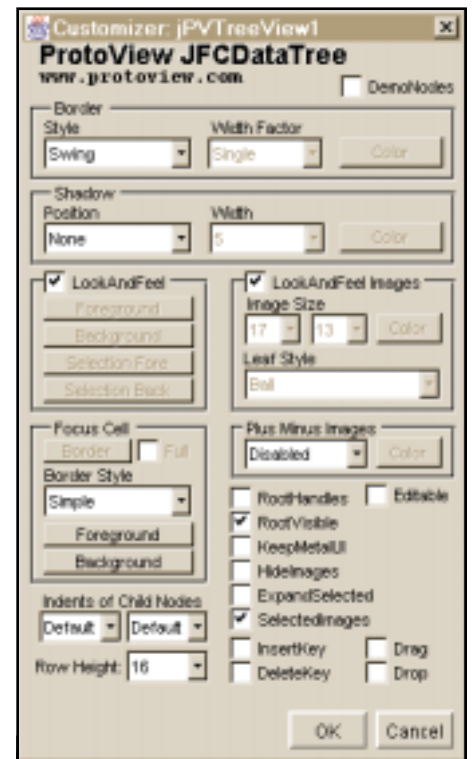 Customizer: jPVTreeView1
ProtoView JFCDataTree
www.protoview.com
DemoNodes
Border
Style Width Factor
Swing Single Color
Shadow
Position Width
None 5 Color
LookAndFeel
Foreground
Background
Selection Fore
Selection Back
LookAndFeel Images
Image Size
17 13 Color
Leaf Style
Ball
Focus Cell
Border Full
Border Style
Simple
Foreground
Background
Plus Minus Images
Disabled Color
RootHandles Editable
RootVisible
KeepMetalUI
HideImages
ExpandSelected
SelectedImages
InsertKey Drag
DeleteKey Drop
Indents of Child Nodes
Default Default
Row Height: 16
OK Cancel